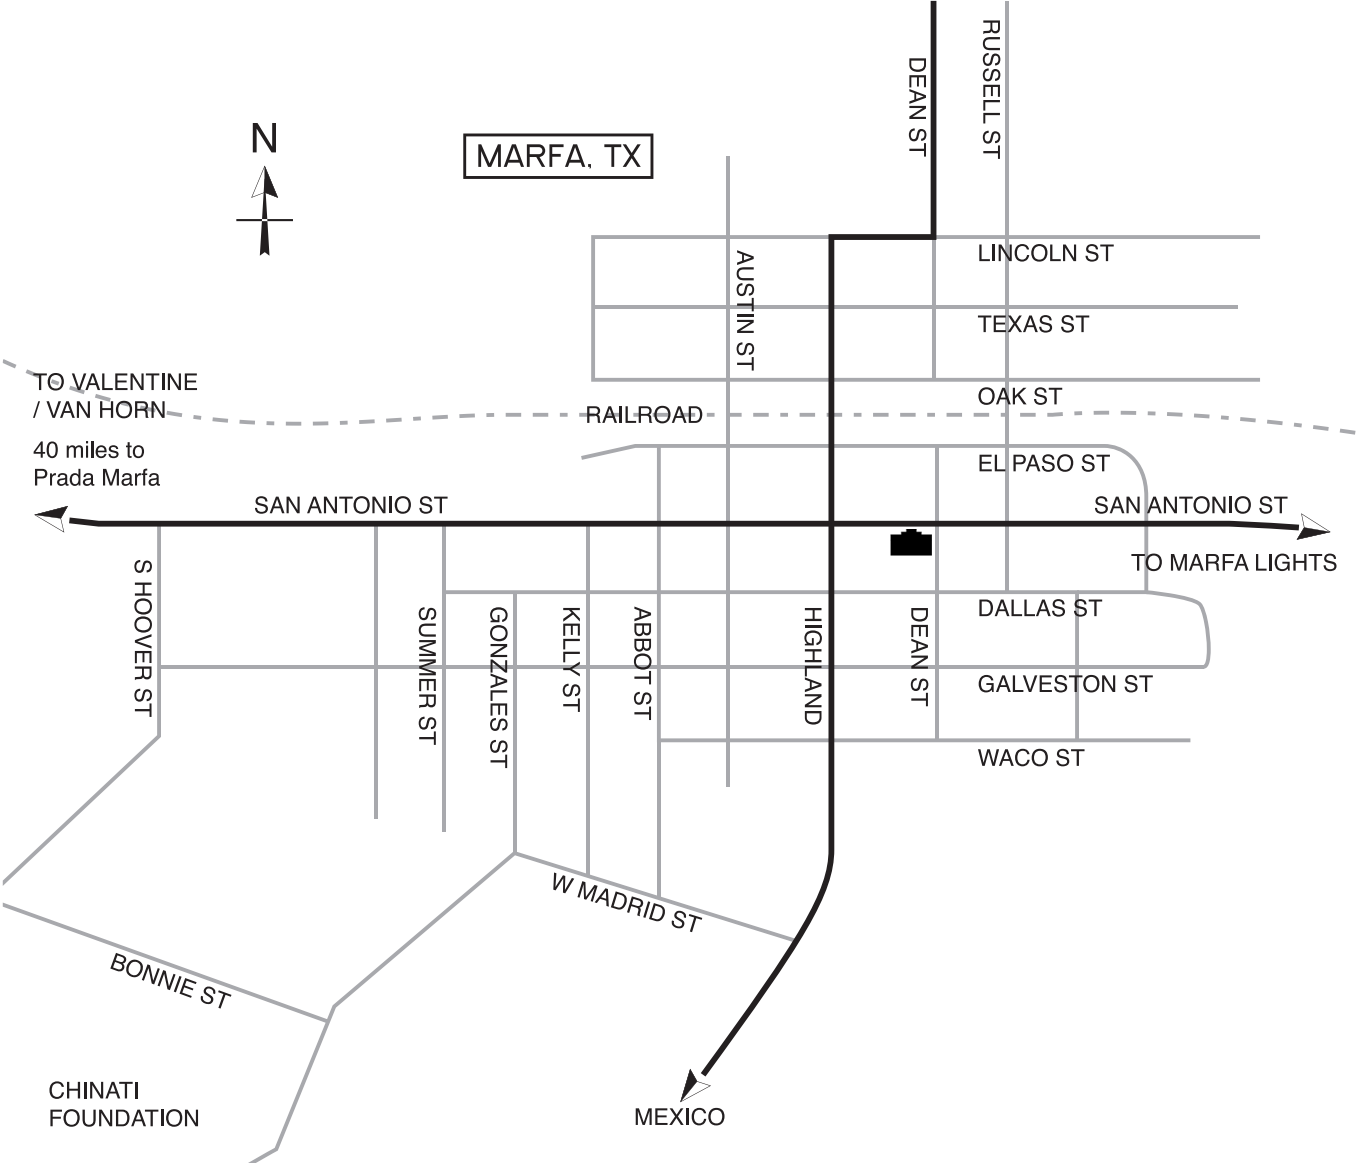 DEAN ST
RUSSELL ST
N
MARFA, TX
LINCOLN ST
AUSTIN ST
TEXAS ST
TO VALENTINE
/ VAN HORN
OAK ST
RAILROAD
40 miles to
Prada Marfa
EL PASO ST
SAN ANTONIO ST
SAN ANTONIO ST
TO MARFA LIGHTS
S HOOVER ST
SUMMER ST
GONZALES ST
KELLY ST
ABBOT ST
HIGHLAND
DEAN ST
DALLAS ST
GALVESTON ST
WACO ST
W MADRID ST
BONNIE ST
CHINATI
FOUNDATION
MEXICO